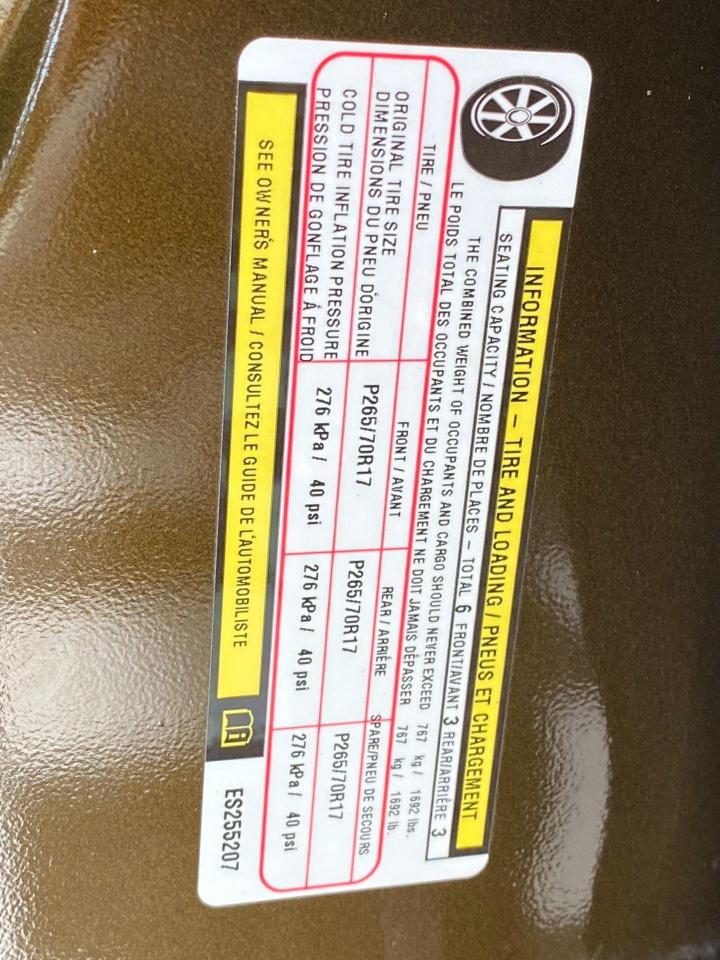 INFORMATION – TIRE AND LOADING / PNEUS ET CHARGEMENT
SEATING CAPACITY / NOMBRE DE PLACES – TOTAL 6 FRONT/AVANT 3 REAR/ARRIÈRE 3
THE COMBINED WEIGHT OF OCCUPANTS AND CARGO SHOULD NEVER EXCEED 767 kg / 1692 lbs.
LE POIDS TOTAL DES OCCUPANTS ET DU CHARGEMENT NE DOIT JAMAIS DÉPASSER 767 kg / 1692 lb.
TIRE / PNEU FRONT / AVANT REAR / ARRIÈRE SPARE/PNEU DE SECOURS
ORIGINAL TIRE SIZE
DIMENSIONS DU PNEU D'ORIGINE P265/70R17 P265/70R17 P265/70R17
COLD TIRE INFLATION PRESSURE
PRESSION DE GONFLAGE À FROID 276 kPa / 40 psi 276 kPa / 40 psi 276 kPa / 40 psi
SEE OWNER'S MANUAL / CONSULTEZ LE GUIDE DE L'AUTOMOBILISTE
ES255207